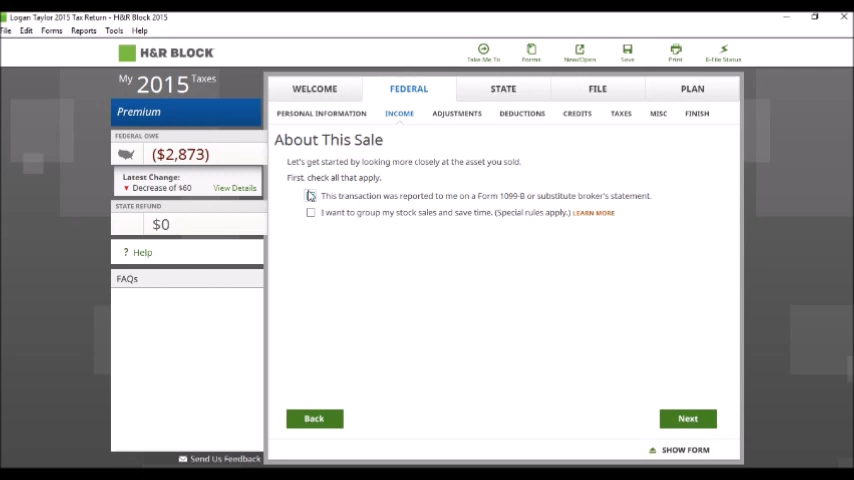 Logan Taylor 2015 Tax Return - H&R Block 2015
File Edit Forms Reports Tools Help
H&R BLOCK
Take Me To Forms New/Open Save Print E-File Status
My 2015 Taxes
Premium
FEDERAL OWE
($2,873)
Latest Change:
▼ Decrease of $60 View Details
STATE REFUND
$0
? Help
FAQs
Send Us Feedback
WELCOME FEDERAL STATE FILE PLAN
PERSONAL INFORMATION INCOME ADJUSTMENTS DEDUCTIONS CREDITS TAXES MISC FINISH
About This Sale
Let's get started by looking more closely at the asset you sold.
First, check all that apply.
This transaction was reported to me on a Form 1099-B or substitute broker's statement.
I want to group my stock sales and save time. (Special rules apply.) LEARN MORE
Back Next
SHOW FORM